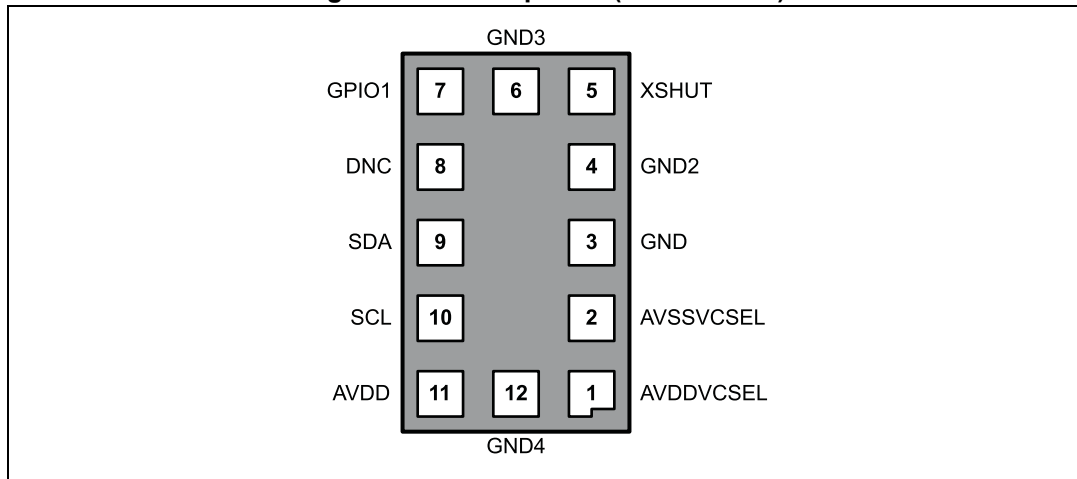 GND3
GPIO1 7 6 5 XSHUT
DNC 8 4 GND2
SDA 9 3 GND
SCL 10 2 AVSSVCSEL
AVDD 11 12 1 AVDDVCSEL
GND4